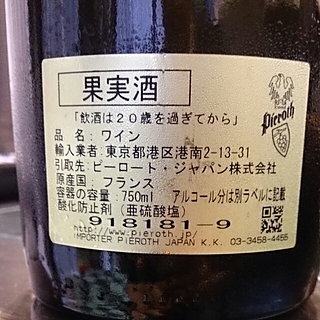 果実酒
「飲酒は20歳を過ぎてから」
Pieroth
品 名：ワイン
輸入業者：東京都港区港南2-13-31
引取先：ピーロート・ジャパン株式会社
原産国：フランス
容器の容量：750ml アルコール分は別ラベルに記載
酸化防止剤（亜硫酸塩）
918181-9
http://www.pieroth.jp/
IMPORTER PIEROTH JAPAN K.K. 03-3458-4455